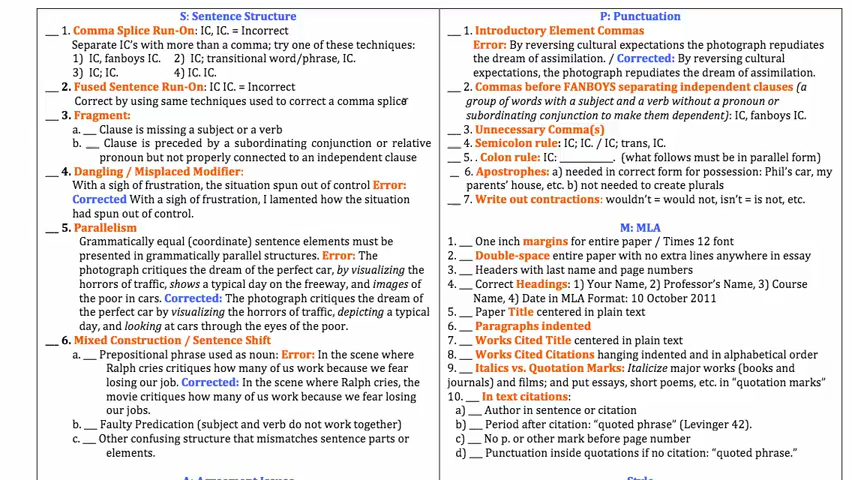 S: Sentence Structure
__ 1. Comma Splice Run-On: IC, IC. = Incorrect
Separate IC's with more than a comma; try one of these techniques:
1) IC, fanboys IC. 2) IC; transitional word/phrase, IC.
3) IC; IC. 4) IC. IC.
__ 2. Fused Sentence Run-On: IC IC. = Incorrect
Correct by using same techniques used to correct a comma splice
__ 3. Fragment:
a. __ Clause is missing a subject or a verb
b. __ Clause is preceded by a subordinating conjunction or relative
pronoun but not properly connected to an independent clause
__ 4. Dangling / Misplaced Modifier:
With a sigh of frustration, the situation spun out of control Error:
Corrected With a sigh of frustration, I lamented how the situation
had spun out of control.
__ 5. Parallelism
Grammatically equal (coordinate) sentence elements must be
presented in grammatically parallel structures. Error: The
photograph critiques the dream of the perfect car, by visualizing the
horrors of traffic, shows a typical day on the freeway, and images of
the poor in cars. Corrected: The photograph critiques the dream of
the perfect car by visualizing the horrors of traffic, depicting a typical
day, and looking at cars through the eyes of the poor.
__ 6. Mixed Construction / Sentence Shift
a. __ Prepositional phrase used as noun: Error: In the scene where
Ralph cries critiques how many of us work because we fear
losing our job. Corrected: In the scene where Ralph cries, the
movie critiques how many of us work because we fear losing
our jobs.
b. __ Faulty Predication (subject and verb do not work together)
c. __ Other confusing structure that mismatches sentence parts or
elements.
A: Agreement Issues
P: Punctuation
__ 1. Introductory Element Commas
Error: By reversing cultural expectations the photograph repudiates
the dream of assimilation. / Corrected: By reversing cultural
expectations, the photograph repudiates the dream of assimilation.
__ 2. Commas before FANBOYS separating independent clauses (a
group of words with a subject and a verb without a pronoun or
subordinating conjunction to make them dependent): IC, fanboys IC.
__ 3. Unnecessary Comma(s)
__ 4. Semicolon rule: IC; IC. / IC; trans, IC.
__ 5. . Colon rule: IC: __________. (what follows must be in parallel form)
__ 6. Apostrophes: a) needed in correct form for possession: Phil's car, my
parents' house, etc. b) not needed to create plurals
__ 7. Write out contractions: wouldn't = would not, isn't = is not, etc.
M: MLA
1. __ One inch margins for entire paper / Times 12 font
2. __ Double-space entire paper with no extra lines anywhere in essay
3. __ Headers with last name and page numbers
4. __ Correct Headings: 1) Your Name, 2) Professor's Name, 3) Course
Name, 4) Date in MLA Format: 10 October 2011
5. __ Paper Title centered in plain text
6. __ Paragraphs indented
7. __ Works Cited Title centered in plain text
8. __ Works Cited Citations hanging indented and in alphabetical order
9. __ Italics vs. Quotation Marks: Italicize major works (books and
journals) and films; and put essays, short poems, etc. in "quotation marks"
10. __ In text citations:
a) __ Author in sentence or citation
b) __ Period after citation: "quoted phrase" (Levinger 42).
c) __ No p. or other mark before page number
d) __ Punctuation inside quotations if no citation: "quoted phrase."
Style